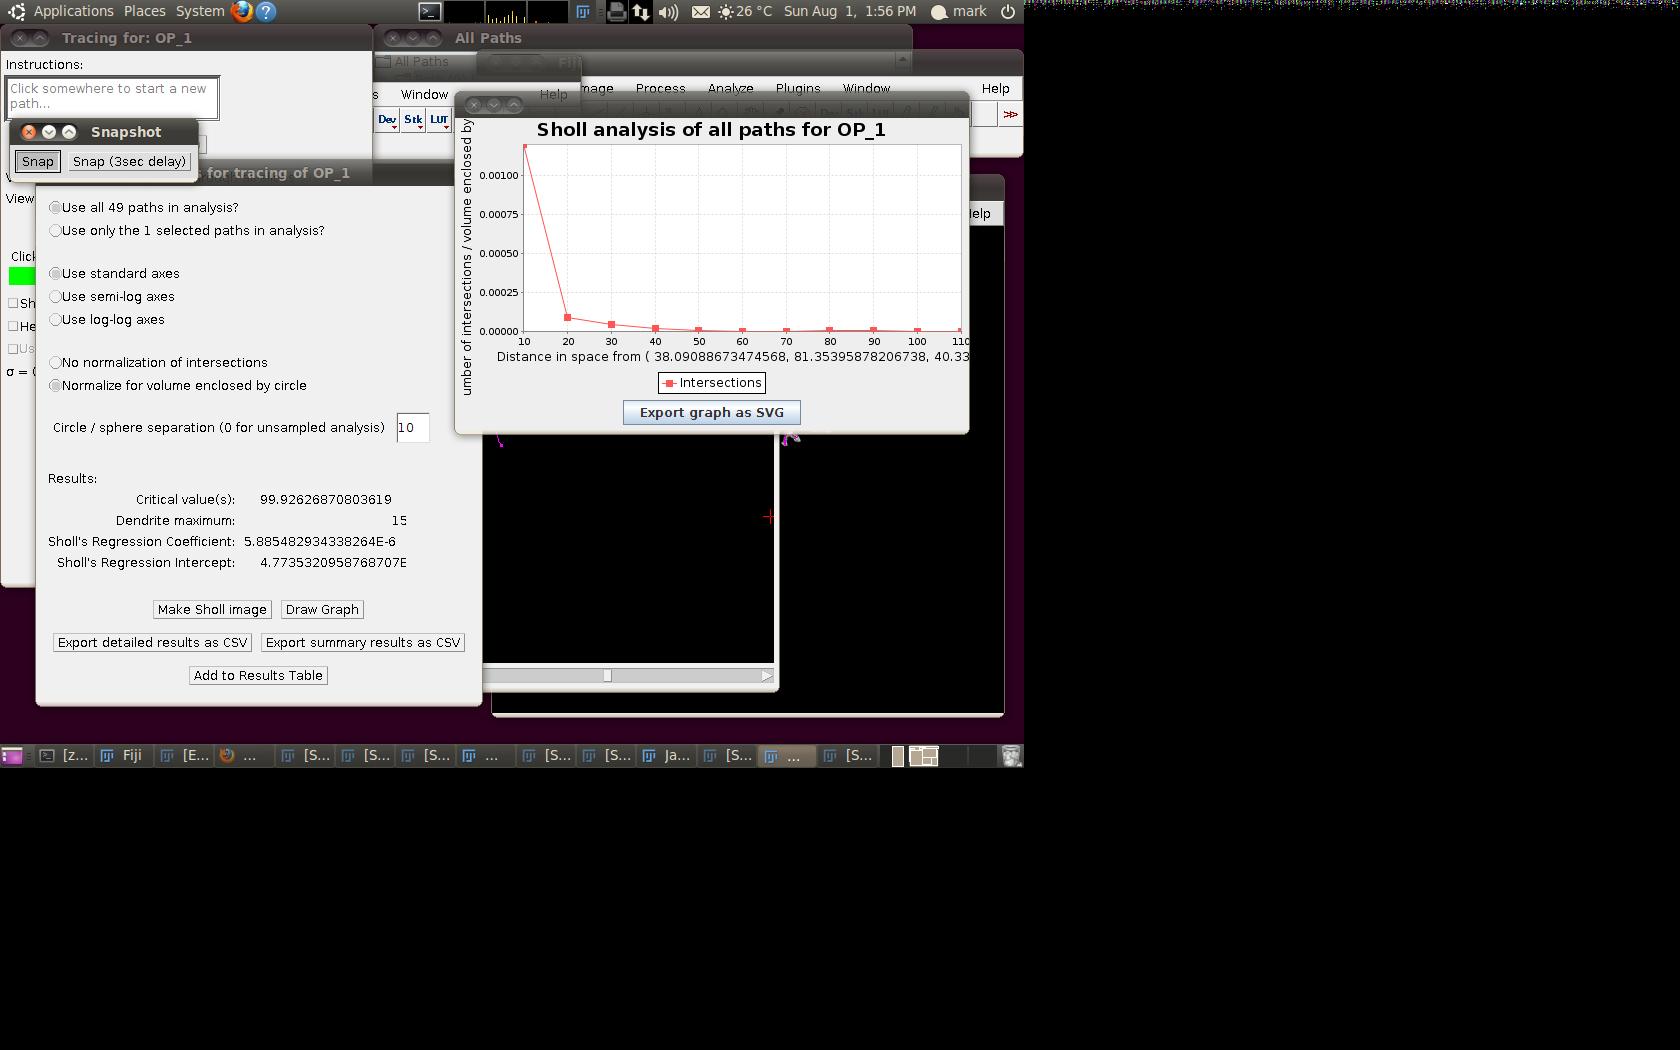 Applications Places System 26 °C Sun Aug 1, 1:56 PM mark
Tracing for: OP_1
All Paths
Instructions:
All Paths
Fiji
Click somewhere to start a new
path...
s Window Help
mage Process Analyze Plugins Window Help
Dev Stk LUT
Snapshot
Snap Snap (3sec delay)
s for tracing of OP_1
View
Click
Sh
He
Us
σ = (
Use all 49 paths in analysis?
Use only the 1 selected paths in analysis?
Use standard axes
Use semi-log axes
Use log-log axes
No normalization of intersections
Normalize for volume enclosed by circle
Circle / sphere separation (0 for unsampled analysis) 10
Results:
Critical value(s): 99.92626870803619
Dendrite maximum: 15
Sholl's Regression Coefficient: 5.885482934338264E-6
Sholl's Regression Intercept: 4.7735320958768707E
Make Sholl image Draw Graph
Export detailed results as CSV Export summary results as CSV
Add to Results Table
Sholl analysis of all paths for OP_1
umber of intersections / volume enclosed by
0.00100
0.00075
0.00050
0.00025
0.00000
10 20 30 40 50 60 70 80 90 100 110
Distance in space from ( 38.09088673474568, 81.35395878206738, 40.33
Intersections
Export graph as SVG
Help
[z... Fiji [E... ... [S... [S... [S... ... [S... [S... Ja... [S... ... [S...